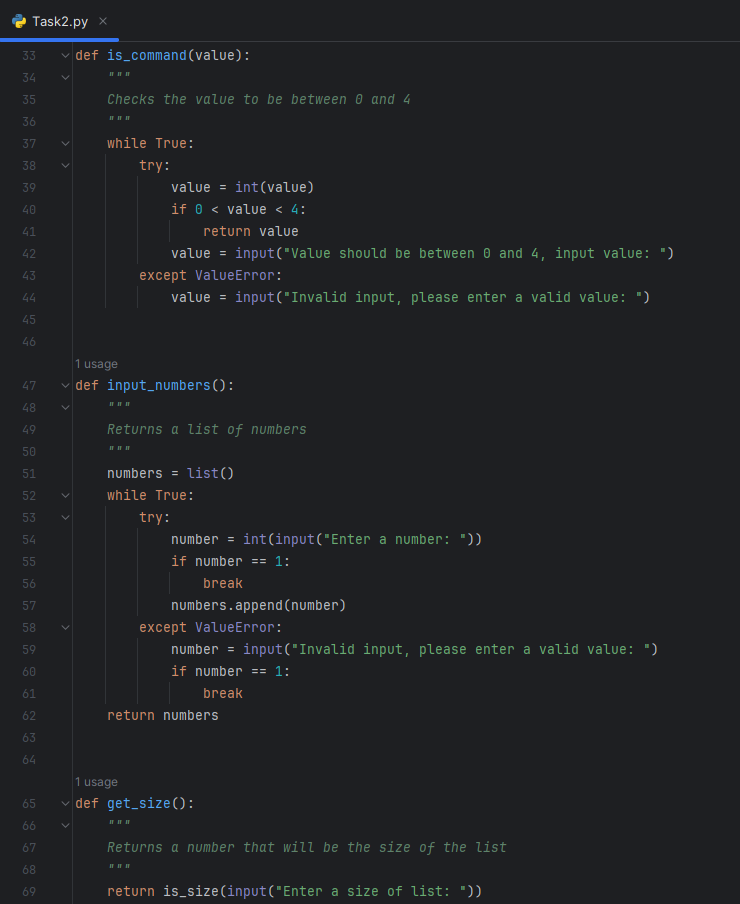 Task2.py
33 def is_command(value):
34 """
35 Checks the value to be between 0 and 4
36 """
37 while True:
38 try:
39 value = int(value)
40 if 0 < value < 4:
41 return value
42 value = input("Value should be between 0 and 4, input value: ")
43 except ValueError:
44 value = input("Invalid input, please enter a valid value: ")
45
46
1 usage
47 def input_numbers():
48 """
49 Returns a list of numbers
50 """
51 numbers = list()
52 while True:
53 try:
54 number = int(input("Enter a number: "))
55 if number == 1:
56 break
57 numbers.append(number)
58 except ValueError:
59 number = input("Invalid input, please enter a valid value: ")
60 if number == 1:
61 break
62 return numbers
63
64
1 usage
65 def get_size():
66 """
67 Returns a number that will be the size of the list
68 """
69 return is_size(input("Enter a size of list: "))